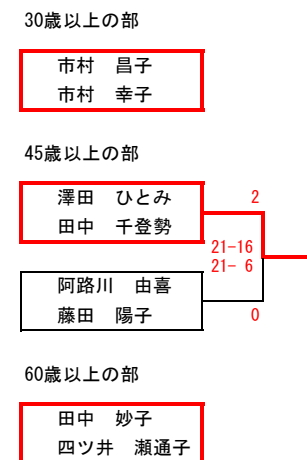 30歳以上の部
市村　昌子
市村　幸子
45歳以上の部
澤田　ひとみ
田中　千登勢
2
21-16
21- 6
阿路川　由喜
藤田　陽子
0
60歳以上の部
田中　妙子
四ツ井　瀬通子